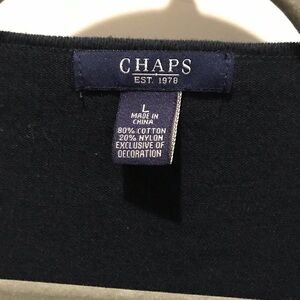 CHAPS
EST. 1978
L
MADE IN
CHINA
80% COTTON
20% NYLON
EXCLUSIVE OF
DECORATION